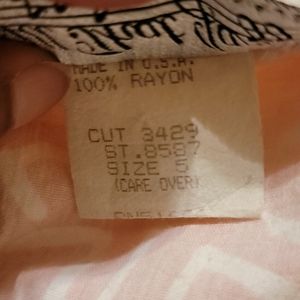 MADE IN U.S.A.
100% RAYON
CUT 3429
ST.8587
SIZE 5
(CARE OVER)